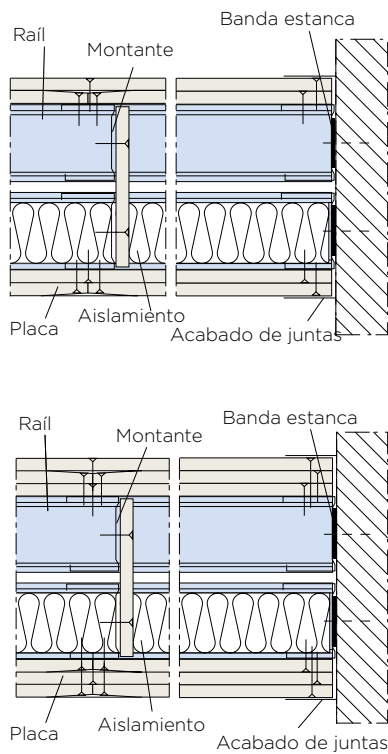 Banda estanca
Raíl
Montante
Placa
Aislamiento
Acabado de juntas
Banda estanca
Raíl
Montante
Placa
Aislamiento
Acabado de juntas